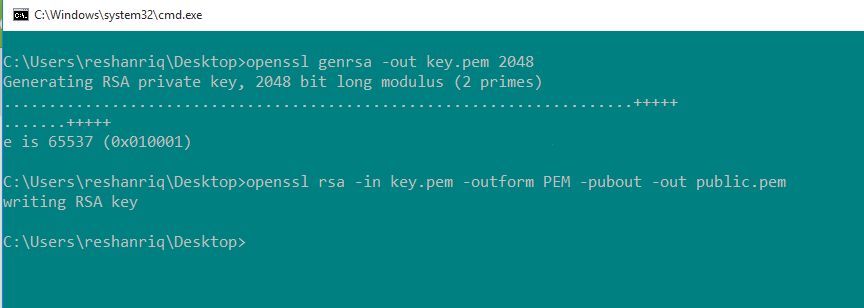 C:\Windows\system32\cmd.exe
C:\Users\reshanriq\Desktop>openssl genrsa -out key.pem 2048
Generating RSA private key, 2048 bit long modulus (2 primes)
......................................................................+++++
.......+++++
e is 65537 (0x010001)
C:\Users\reshanriq\Desktop>openssl rsa -in key.pem -outform PEM -pubout -out public.pem
writing RSA key
C:\Users\reshanriq\Desktop>